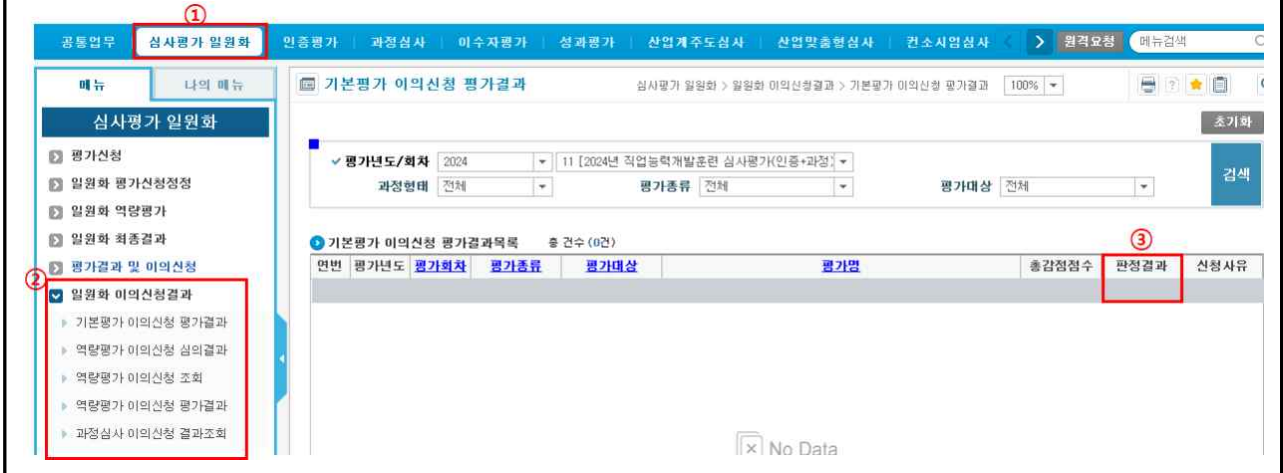 ①
공통업무 심사평가 일원화 인증평가 과정심사 이수자평가 성과평가 산업계주도심사 산업맞춤형심사 컨소시엄심사 원격요청 메뉴검색
메뉴 나의 메뉴
기본평가 이의신청 평가결과 심사평가 일원화 > 일원화 이의신청결과 > 기본평가 이의신청 평가결과 100%
심사평가 일원화
초기화
평가신청
일원화 평가신청정정
일원화 역량평가
일원화 최종결과
평가결과 및 이의신청
② 일원화 이의신청결과
기본평가 이의신청 평가결과
역량평가 이의신청 심의결과
역량평가 이의신청 조회
역량평가 이의신청 평가결과
과정심사 이의신청 결과조회
평가년도/회차 2024 11 [2024년 직업능력개발훈련 심사평가(인증+과정)
과정형태 전체 평가종류 전체 평가대상 전체
검색
기본평가 이의신청 평가결과목록 총 건수 (0건)
③
연번 평가년도 평가회차 평가종류 평가대상 평가명 총감점점수 판정결과 신청사유
No Data